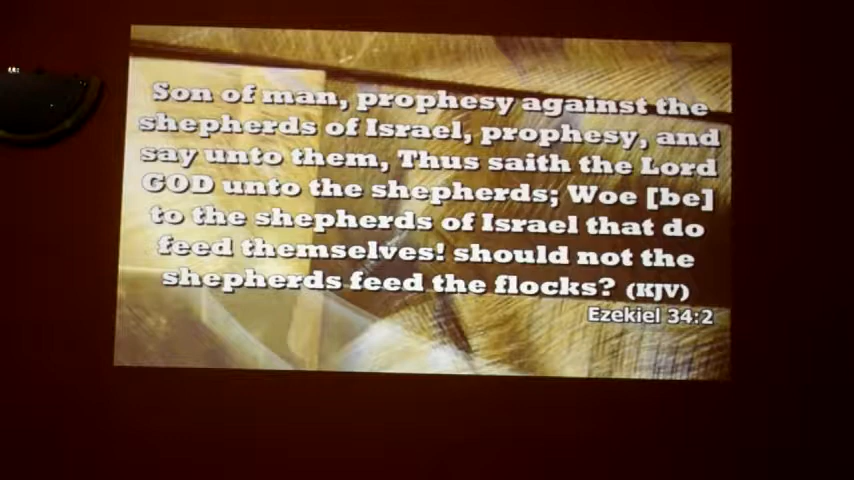 Son of man, prophesy against the
shepherds of Israel, prophesy, and
say unto them, Thus saith the Lord
GOD unto the shepherds; Woe [be]
to the shepherds of Israel that do
feed themselves! should not the
shepherds feed the flocks? (KJV)
Ezekiel 34:2